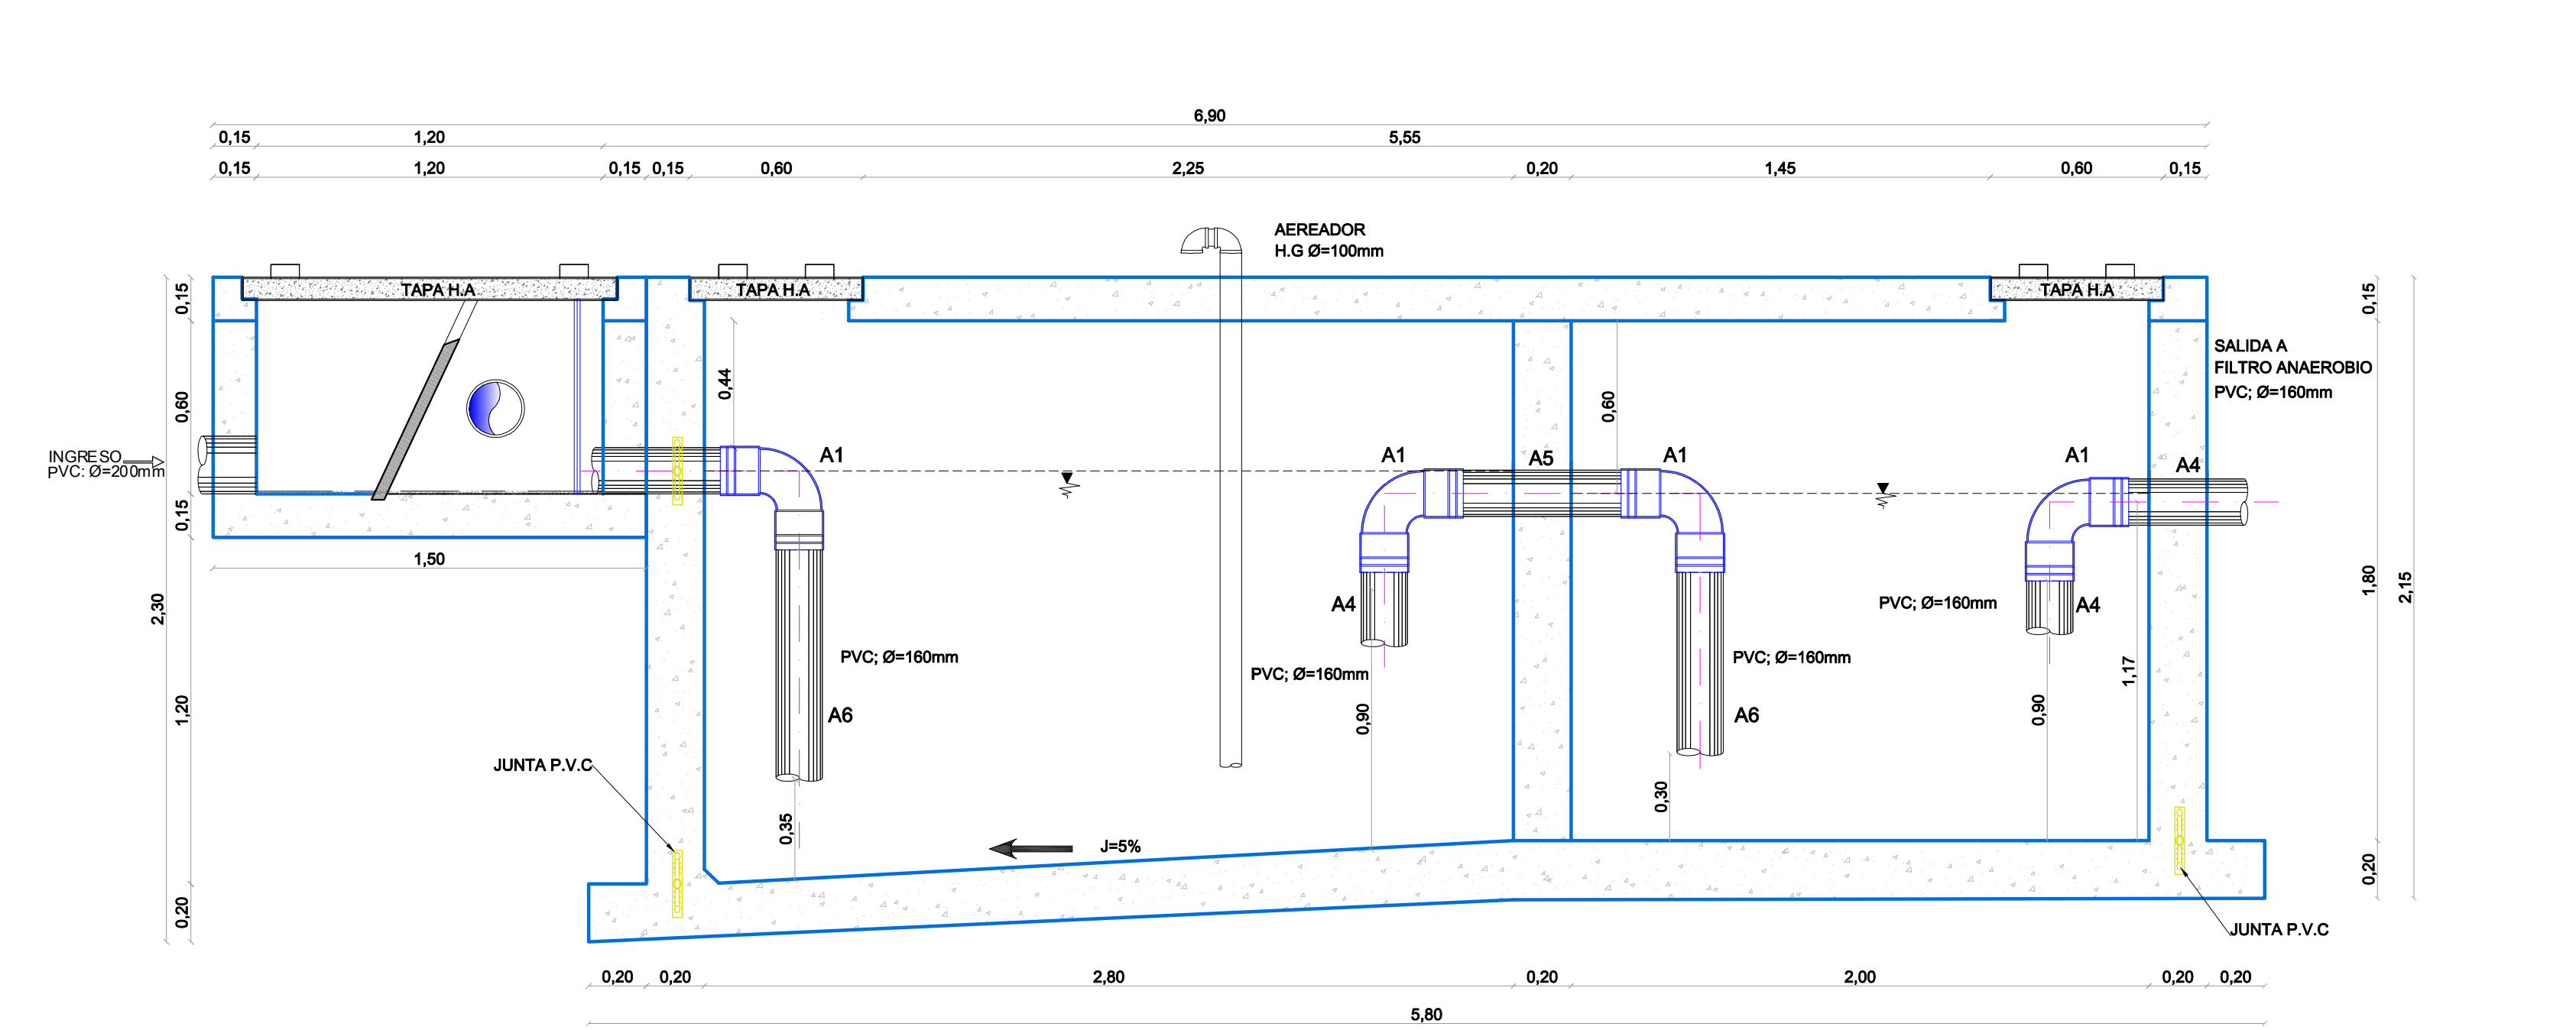 6,90
0,15 1,20 5,55
0,15 1,20 0,15 0,15 0,60 2,25 0,20 1,45 0,60 0,15
AEREADOR
H.G Ø=100mm
TAPA H.A TAPA H.A TAPA H.A
0,15
0,60
0,15
1,20
0,20
2,30
INGRESO
PVC: Ø=200mm
1,50
0,44
A1
PVC; Ø=160mm
A6
0,35
JUNTA P.V.C
J=5%
A1
A5
A1
0,60
A4
PVC; Ø=160mm
0,90
PVC; Ø=160mm
A6
0,30
A1
A4
PVC; Ø=160mm
A4
0,90
1,17
SALIDA A
FILTRO ANAEROBIO
PVC; Ø=160mm
0,15
1,80
0,20
2,15
JUNTA P.V.C
0,20 0,20 2,80 0,20 2,00 0,20 0,20
5,80